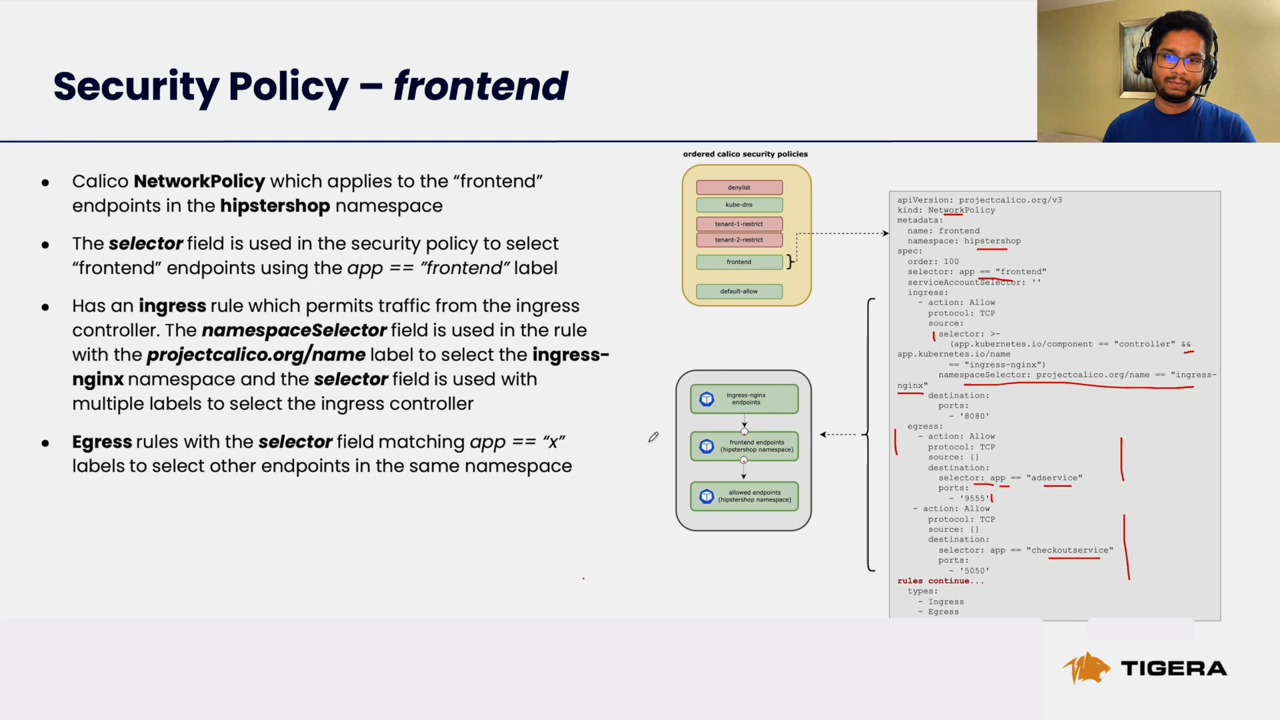 Security Policy – frontend
● Calico NetworkPolicy which applies to the “frontend”
endpoints in the hipstershop namespace
● The selector field is used in the security policy to select
“frontend” endpoints using the app == ”frontend” label
● Has an ingress rule which permits traffic from the ingress
controller. The namespaceSelector field is used in the rule
with the projectcalico.org/name label to select the ingress-
nginx namespace and the selector field is used with
multiple labels to select the ingress controller
● Egress rules with the selector field matching app == “x”
labels to select other endpoints in the same namespace
ordered calico security policies
denylist
kube-dns
tenant-1-restrict
tenant-2-restrict
frontend
default-allow
ingress-nginx
endpoints
frontend endpoints
(hipstershop namespace)
allowed endpoints
(hipstershop namespace)
apiVersion: projectcalico.org/v3
kind: NetworkPolicy
metadata:
name: frontend
namespace: hipstershop
spec:
order: 100
selector: app == "frontend"
serviceAccountSelector: ''
ingress:
- action: Allow
protocol: TCP
source:
selector: >-
(app.kubernetes.io/component == "controller" &&
app.kubernetes.io/name
== "ingress-nginx")
namespaceSelector: projectcalico.org/name == "ingress-
nginx"
destination:
ports:
- '8080'
egress:
- action: Allow
protocol: TCP
source: {}
destination:
selector: app == "adservice"
ports:
- '9555'
- action: Allow
protocol: TCP
source: {}
destination:
selector: app == "checkoutservice"
ports:
- '5050'
rules continue...
types:
- Ingress
- Egress
TIGERA